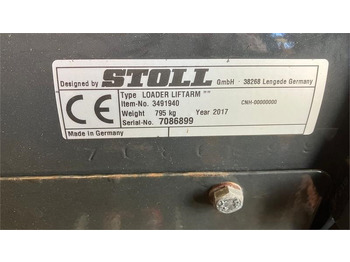 Designed by STOLL GmbH · 38268 Lengede Germany
CE
Type LOADER LIFTARM
Item-No. 3491940 CNH-00000000
Weight 795 kg Year 2017
Serial-No. 7086899
Made in Germany